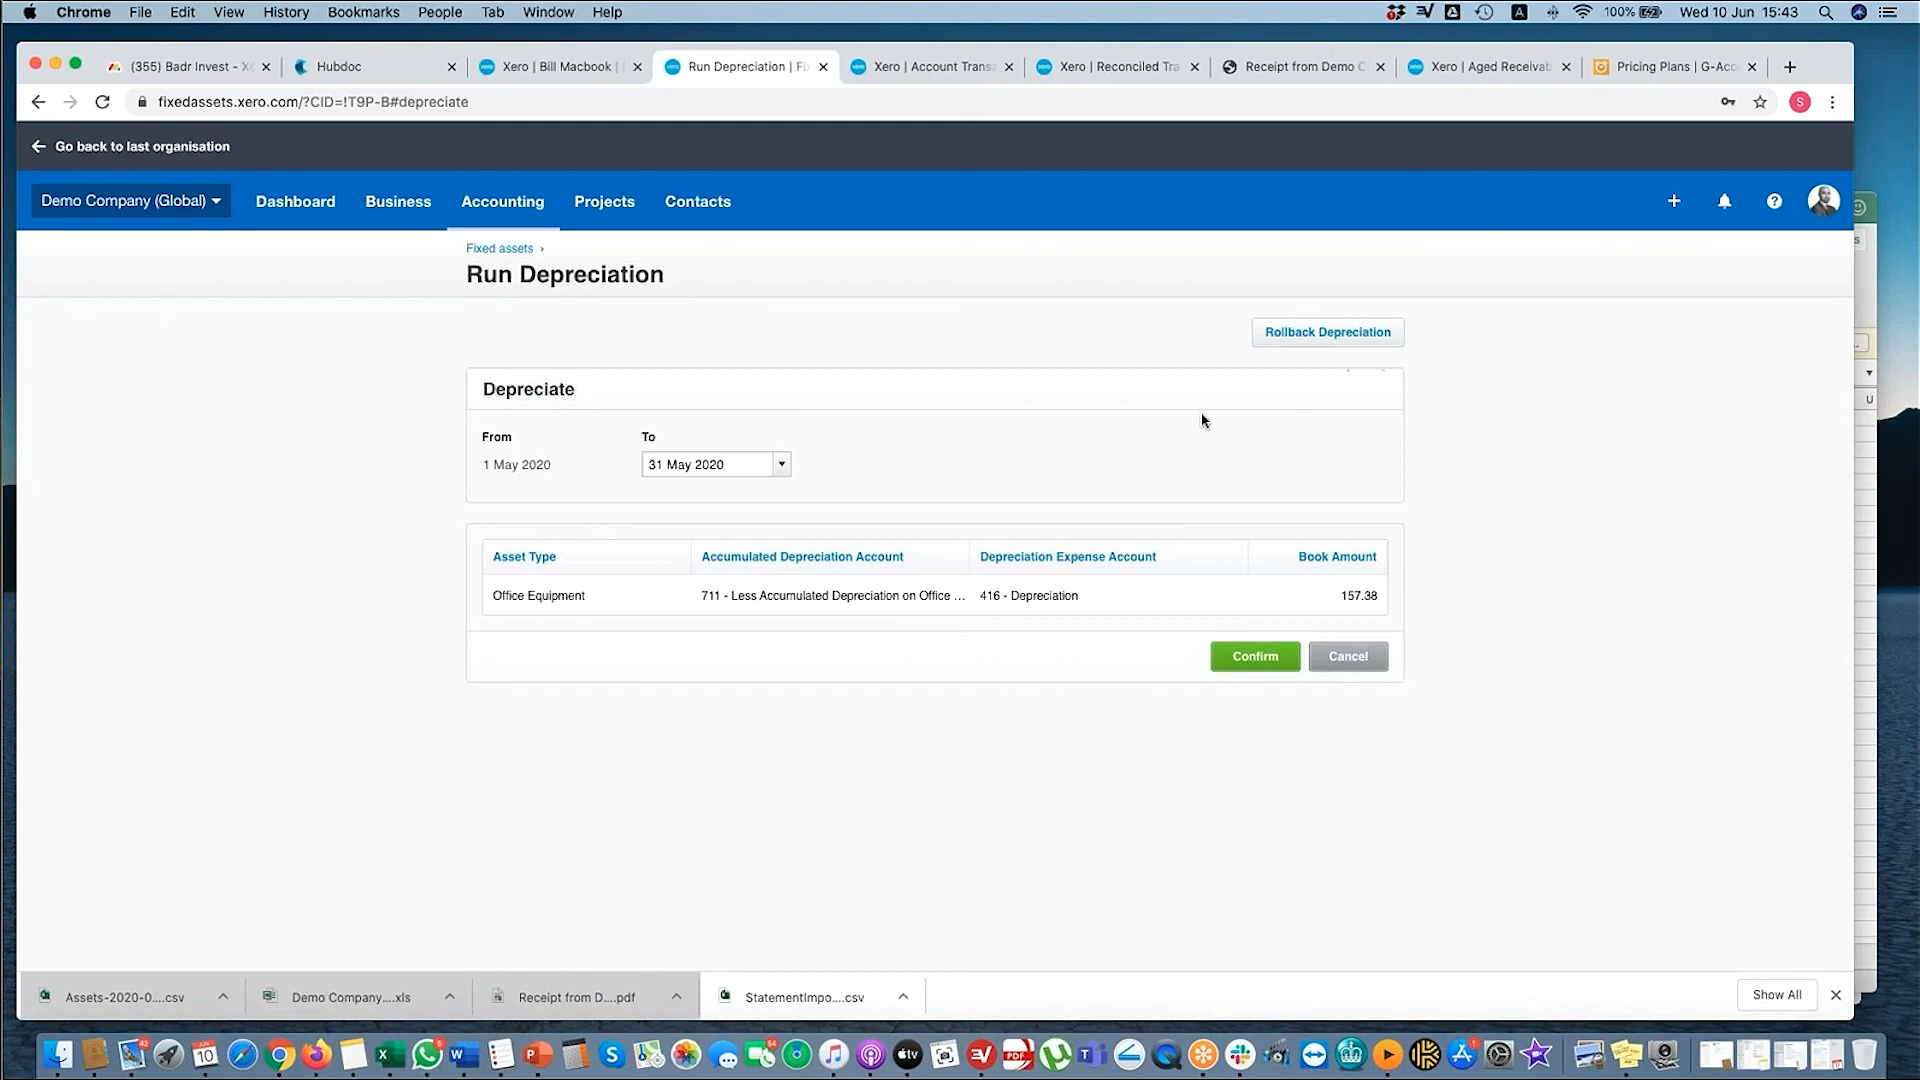 Chrome File Edit View History Bookmarks People Tab Window Help 100% Wed 10 Jun 15:43
(355) Badr Invest - Xe Hubdoc Xero | Bill Macbook | Run Depreciation | Fi Xero | Account Trans Xero | Reconciled Tra Receipt from Demo C Xero | Aged Receivab Pricing Plans | G-Acc
fixedassets.xero.com/?CID=!T9P-B#depreciate S
Go back to last organisation
Demo Company (Global) Dashboard Business Accounting Projects Contacts
Fixed assets ›
Run Depreciation
Rollback Depreciation
Depreciate
From To
1 May 2020 31 May 2020
Asset Type Accumulated Depreciation Account Depreciation Expense Account Book Amount
Office Equipment 711 - Less Accumulated Depreciation on Office ... 416 - Depreciation 157.38
Confirm Cancel
Assets-2020-0....csv Demo Company....xls Receipt from D....pdf StatementImpo....csv Show All